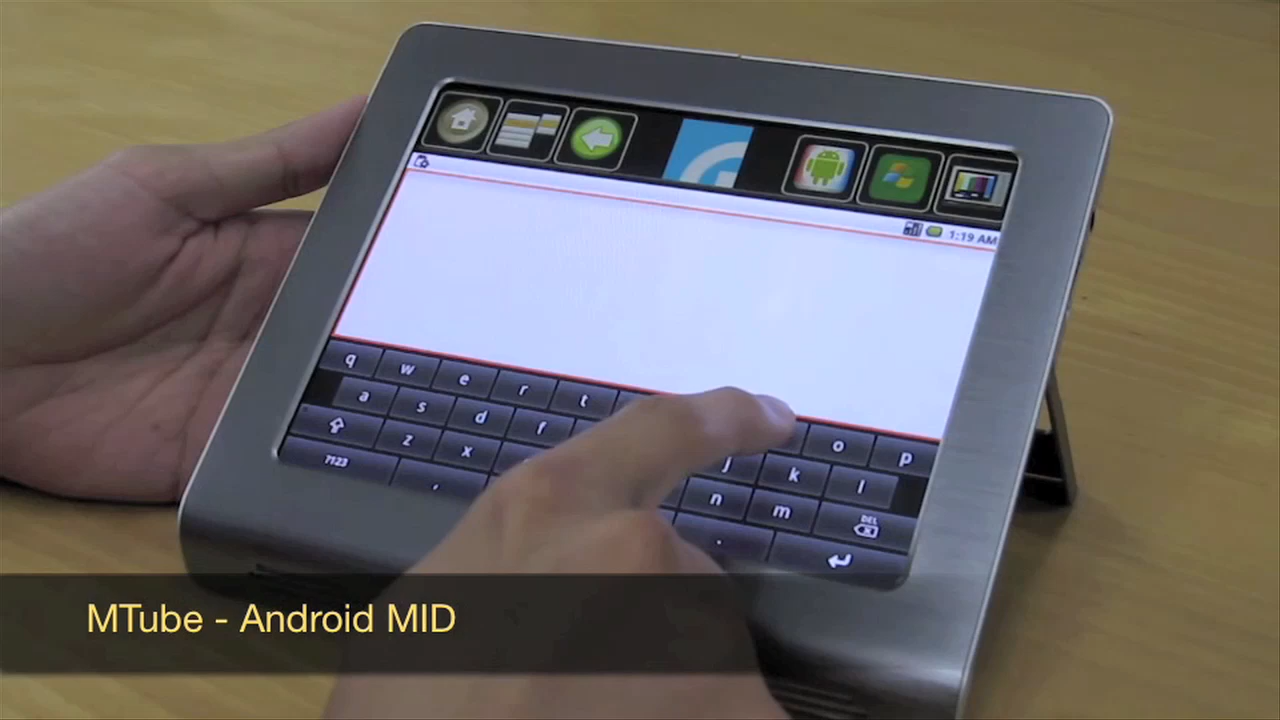 1:19 AM
q w e r t o p
a s d f j k l
z x n m DEL
?123 , .
MTube - Android MID